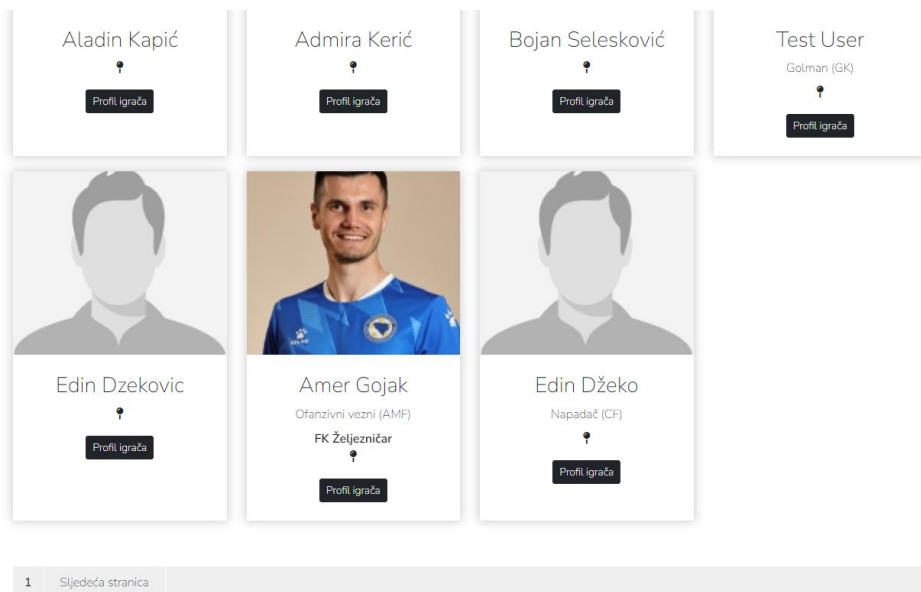 Aladin Kapić
Profil igrača
Admira Kerić
Profil igrača
Bojan Selesković
Profil igrača
Test User
Golman (GK)
Profil igrača
Edin Dzekovic
Profil igrača
Amer Gojak
Ofanzivni vezni (AMF)
FK Željezničar
Profil igrača
Edin Džeko
Napadač (CF)
Profil igrača
1 Sljedeća stranica